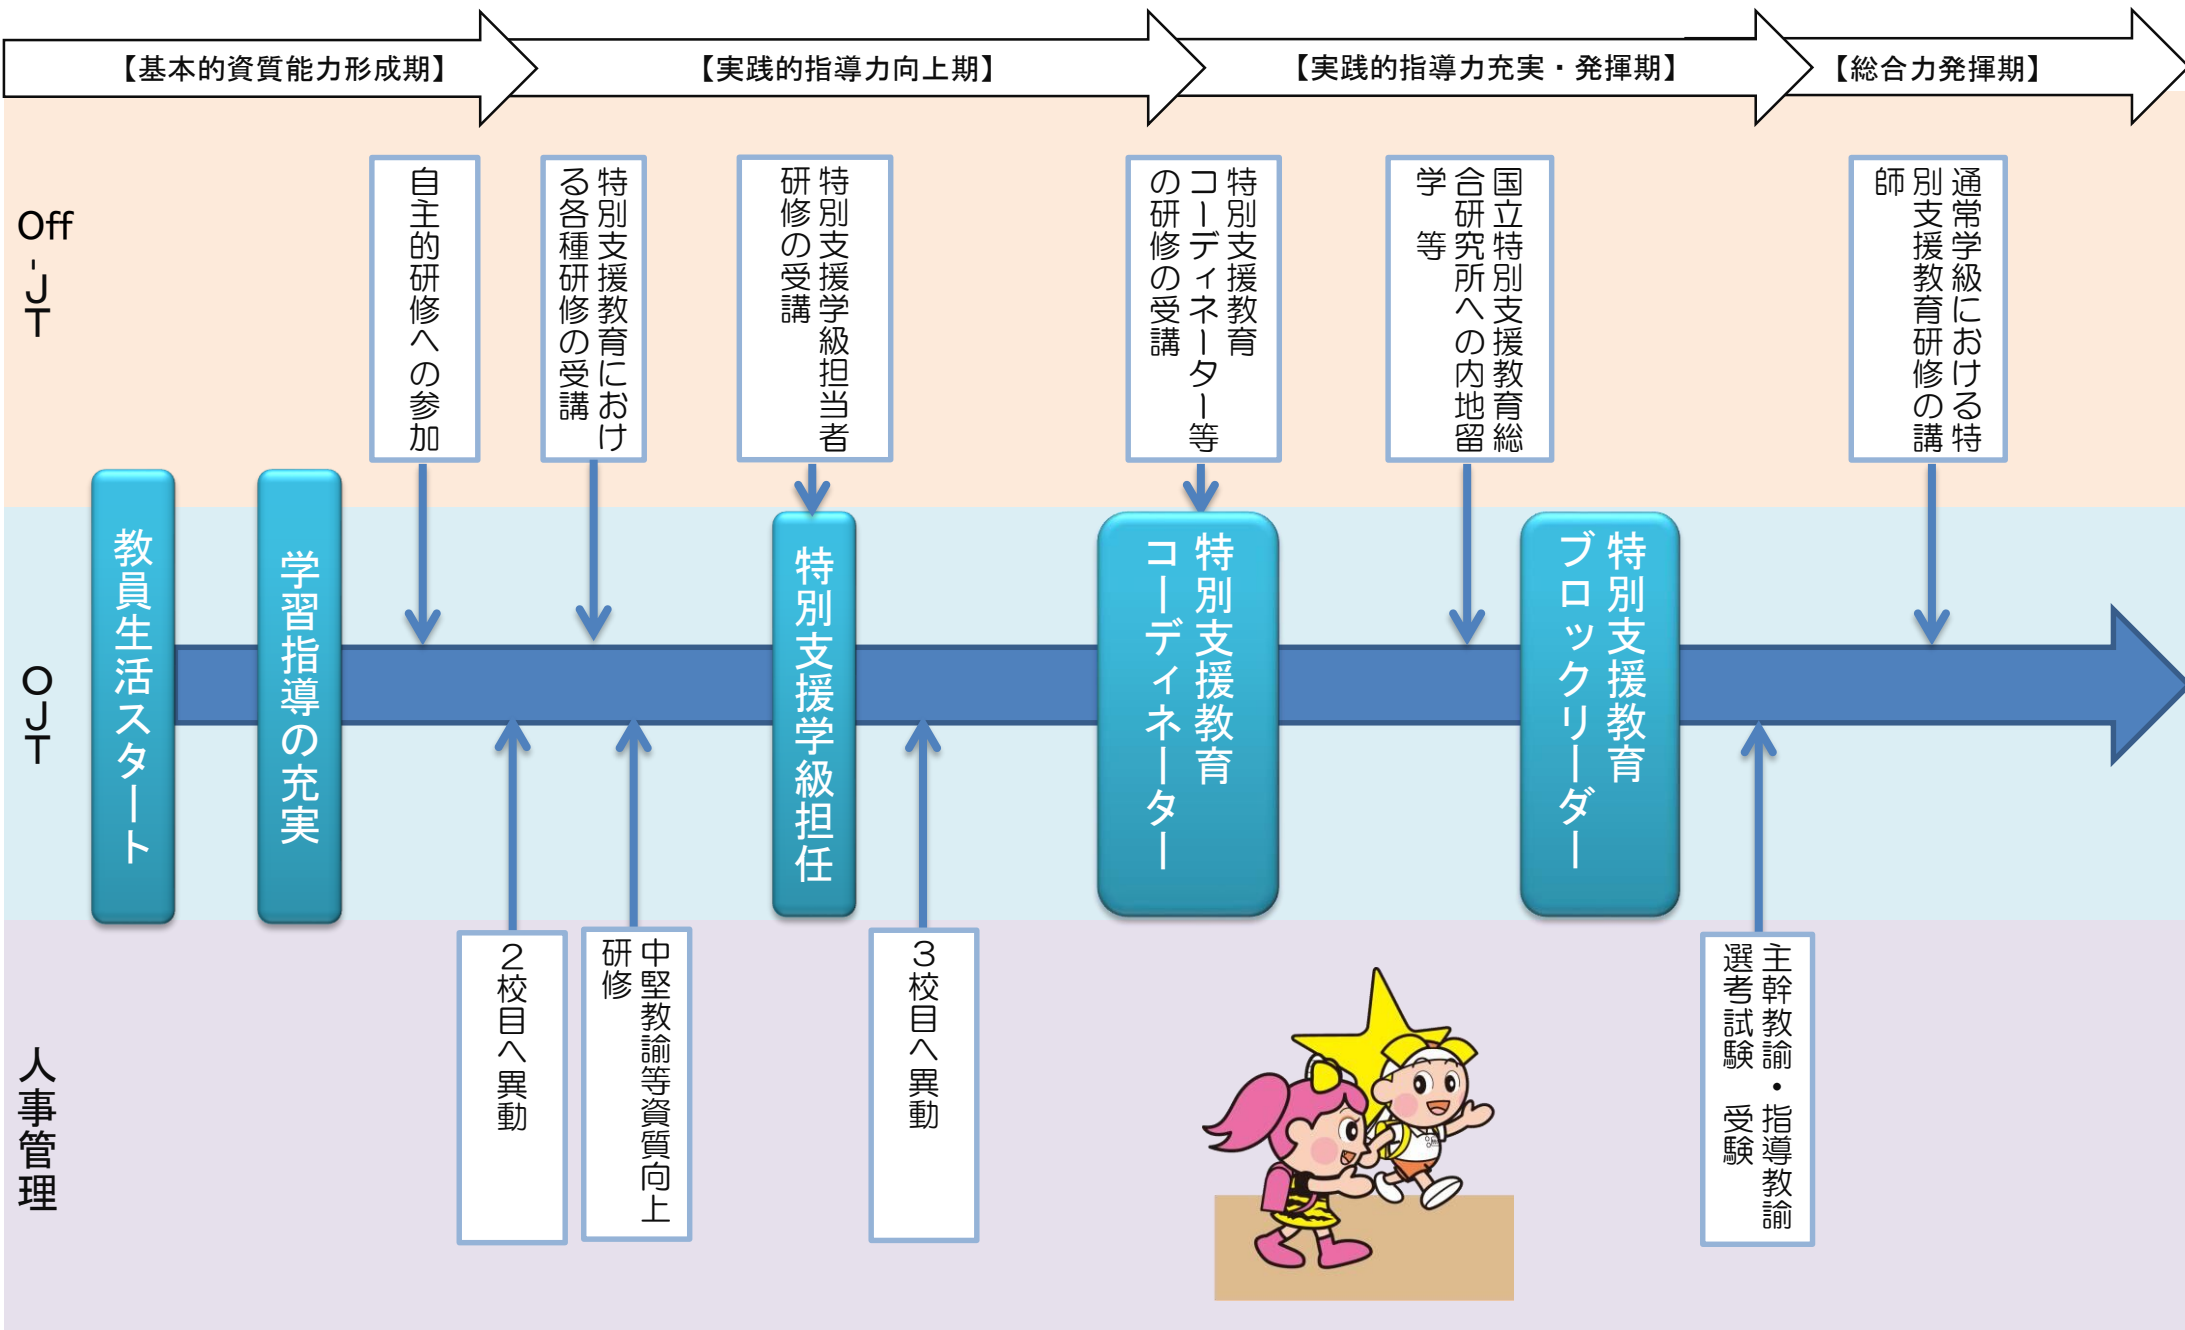 【基本的資質能力形成期】
【実践的指導力向上期】
【実践的指導力充実・発揮期】
【総合力発揮期】
Off-JT
自主的研修への参加
特別支援教育におけ
る各種研修の受講
特別支援学級担当者
研修の受講
特別支援教育
コーディネーター等
の研修の受講
国立特別支援教育総
合研究所への内地留
学　等
通常学級における特
別支援教育研修の講
師
OJT
教員生活スタート
学習指導の充実
特別支援学級担任
特別支援教育
コーディネーター
特別支援教育
ブロックリーダー
人事管理
２校目へ異動
中堅教諭等資質向上
研修
３校目へ異動
主幹教諭・指導教諭
選考試験　受験